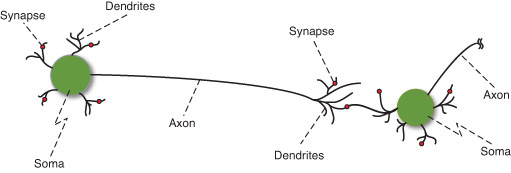 Synapse
Dendrites
Soma
Axon
Synapse
Dendrites
Axon
Soma